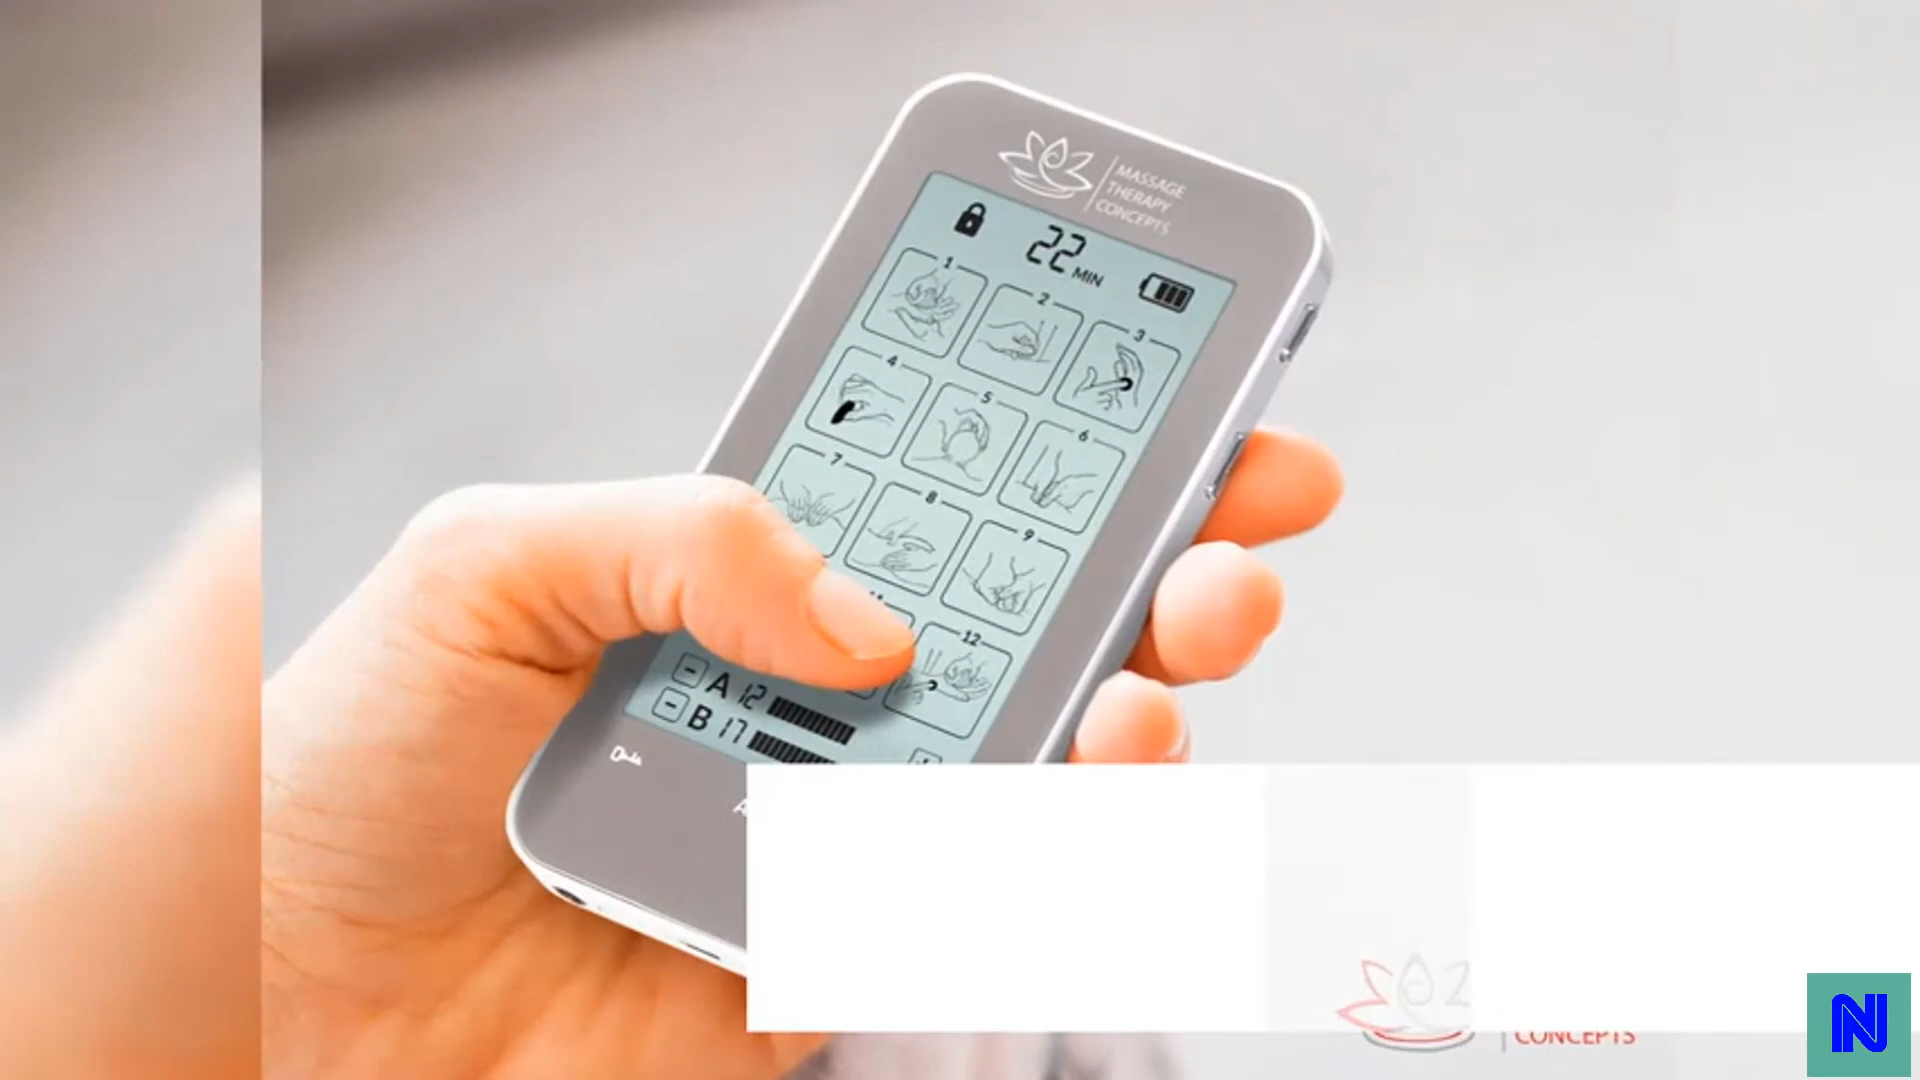 MASSAGE
THERAPY
CONCEPTS
22 MIN
1
2
3
4
5
6
7
8
9
12
- A 12
- B 17
CONCEPTS
N